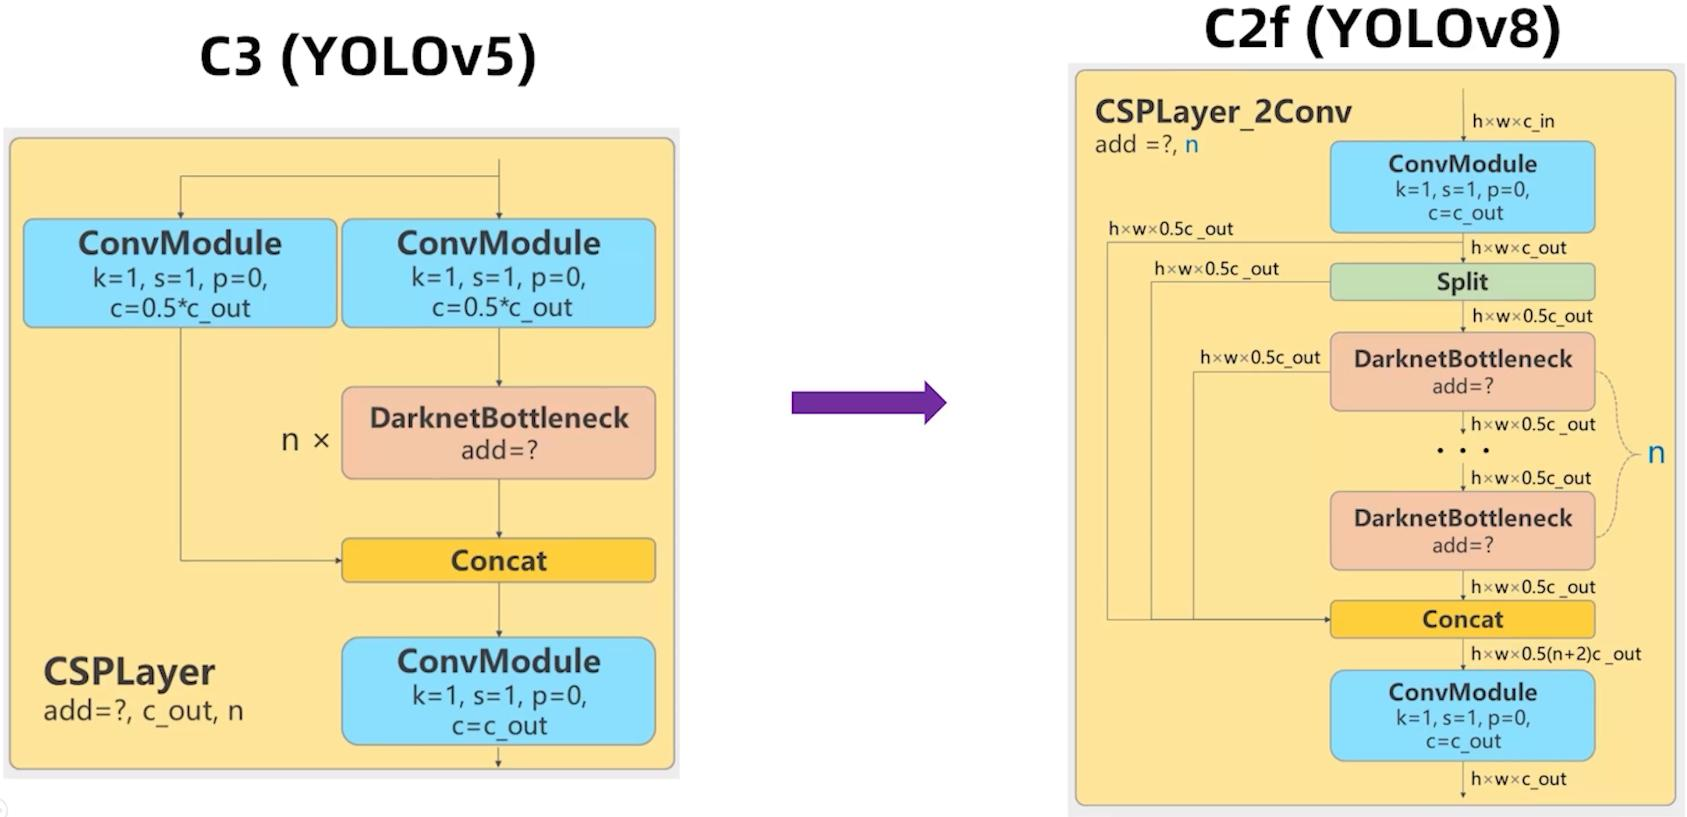 C3 (YOLOv5)
ConvModule
k=1, s=1, p=0,
c=0.5*c_out
ConvModule
k=1, s=1, p=0,
c=0.5*c_out
n ×
DarknetBottleneck
add=?
Concat
CSPLayer
add=?, c_out, n
ConvModule
k=1, s=1, p=0,
c=c_out
C2f (YOLOv8)
CSPLayer_2Conv
add =?, n
h×w×c_in
ConvModule
k=1, s=1, p=0,
c=c_out
h×w×0.5c_out
h×w×c_out
h×w×0.5c_out
Split
h×w×0.5c_out
h×w×0.5c_out
DarknetBottleneck
add=?
h×w×0.5c_out
. . .
n
h×w×0.5c_out
DarknetBottleneck
add=?
h×w×0.5c_out
Concat
h×w×0.5(n+2)c_out
ConvModule
k=1, s=1, p=0,
c=c_out
h×w×c_out